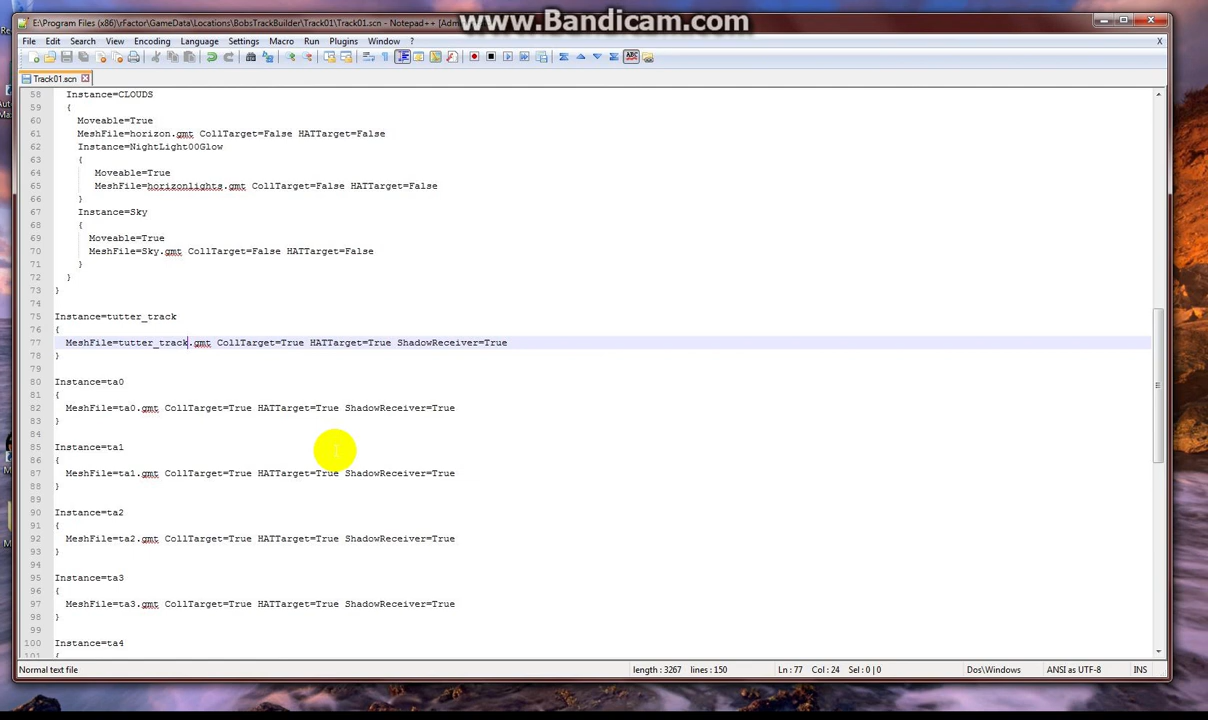 www.Bandicam.com
E:\Program Files (x86)\rFactor\GameData\Locations\BobsTrackBuilder\Track01\Track01.scn - Notepad++ [Adm
File Edit Search View Encoding Language Settings Macro Run Plugins Window ? X
Track01.scn
58 Instance=CLOUDS
59 {
60 Moveable=True
61 MeshFile=horizon.gmt CollTarget=False HATTarget=False
62 Instance=NightLight00Glow
63 {
64 Moveable=True
65 MeshFile=horizonlights.gmt CollTarget=False HATTarget=False
66 }
67 Instance=Sky
68 {
69 Moveable=True
70 MeshFile=Sky.gmt CollTarget=False HATTarget=False
71 }
72 }
73 }
74
75 Instance=tutter_track
76 {
77 MeshFile=tutter_track.gmt CollTarget=True HATTarget=True ShadowReceiver=True
78 }
79
80 Instance=ta0
81 {
82 MeshFile=ta0.gmt CollTarget=True HATTarget=True ShadowReceiver=True
83 }
84
85 Instance=ta1
86 {
87 MeshFile=ta1.gmt CollTarget=True HATTarget=True ShadowReceiver=True
88 }
89
90 Instance=ta2
91 {
92 MeshFile=ta2.gmt CollTarget=True HATTarget=True ShadowReceiver=True
93 }
94
95 Instance=ta3
96 {
97 MeshFile=ta3.gmt CollTarget=True HATTarget=True ShadowReceiver=True
98 }
99
100 Instance=ta4
101 {
Normal text file length : 3267 lines : 150 Ln : 77 Col : 24 Sel : 0 | 0 Dos\Windows ANSI as UTF-8 INS